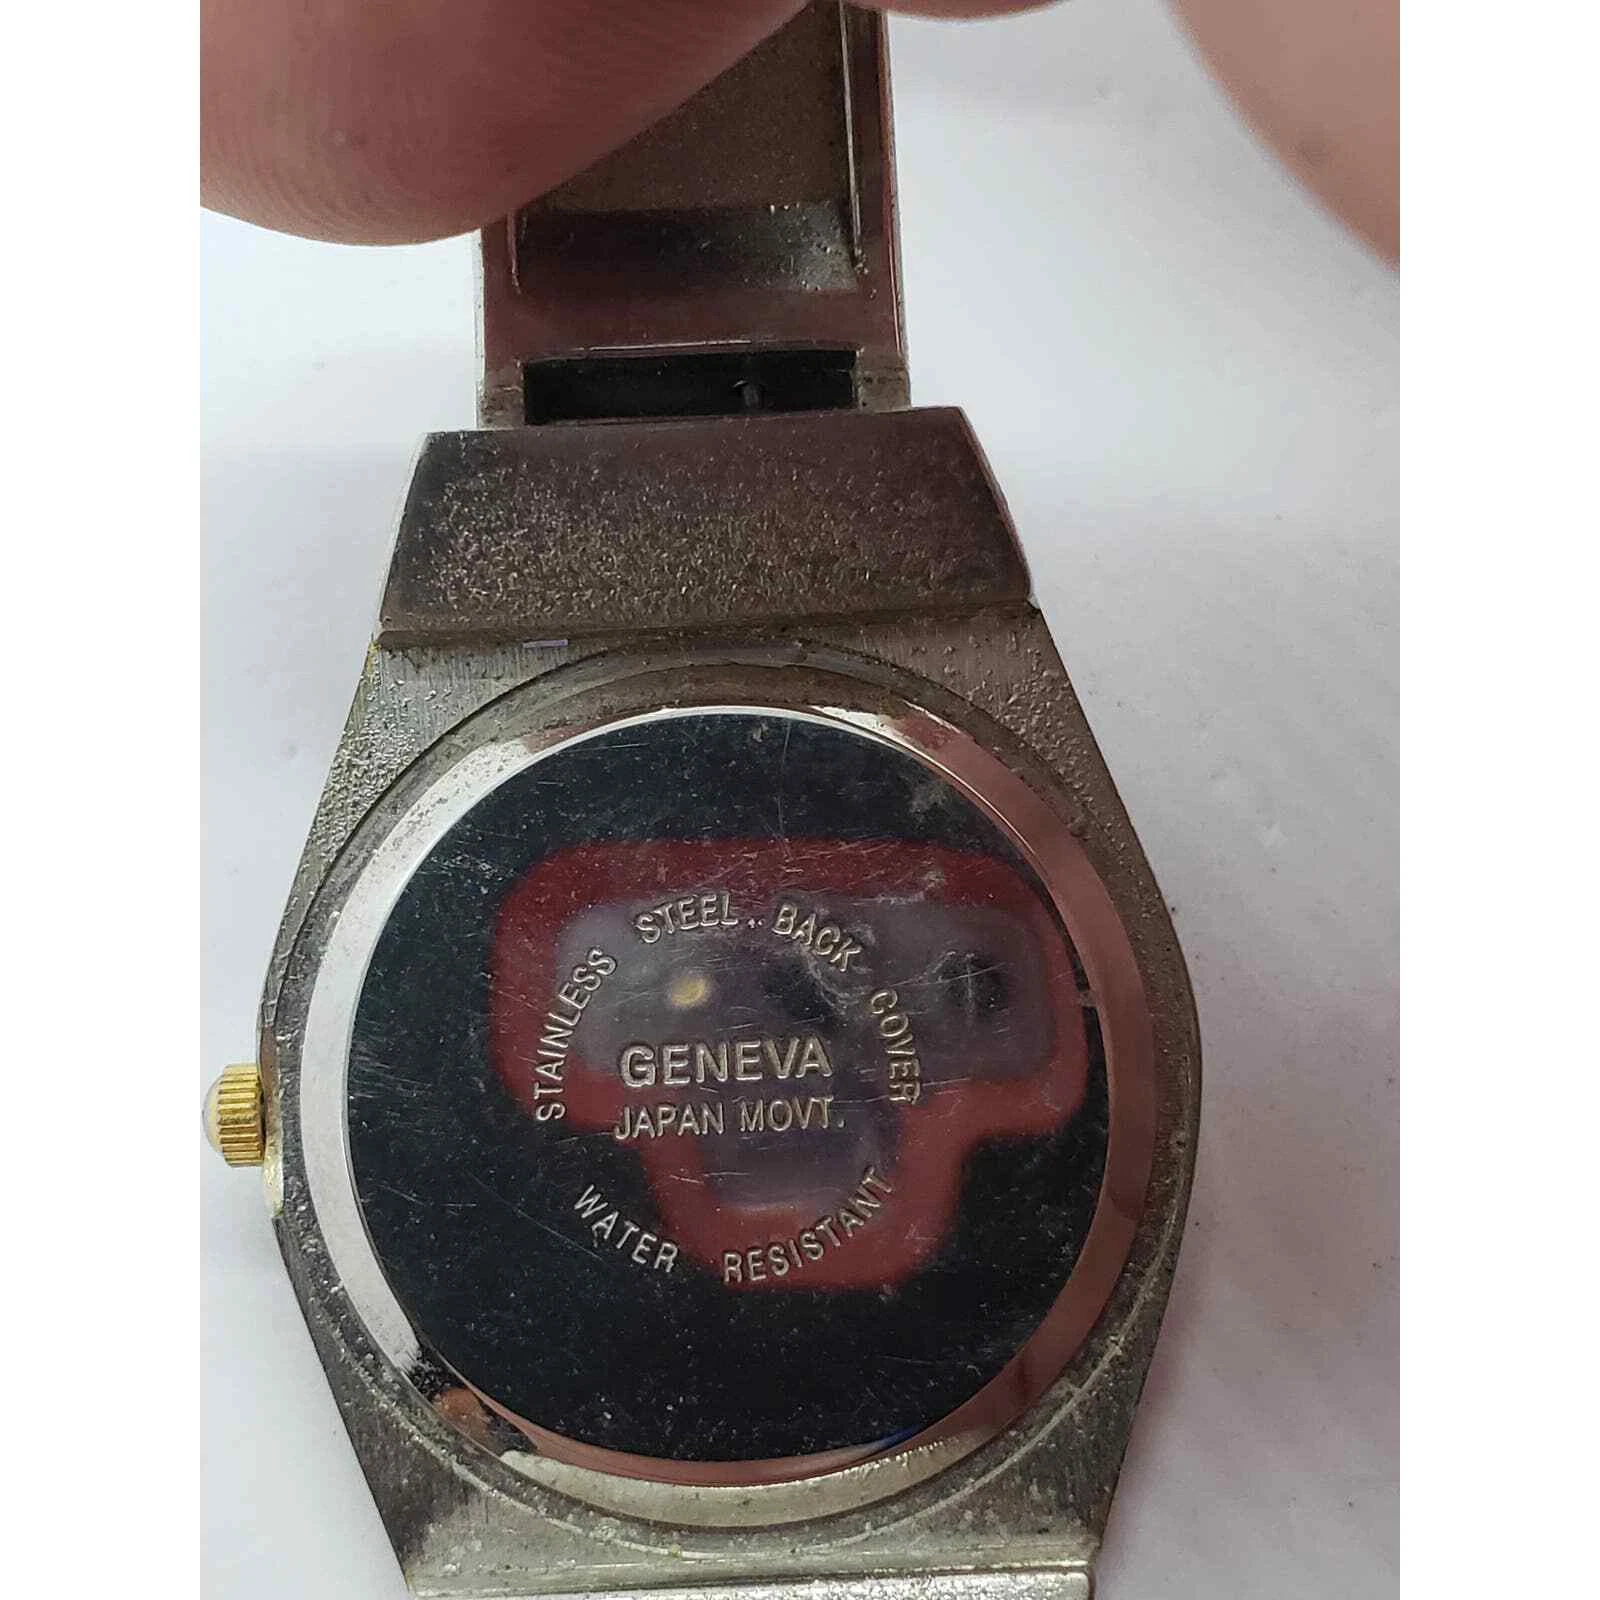 STAINLESS STEEL BACK COVER
GENEVA
JAPAN MOVT.
WATER RESISTANT